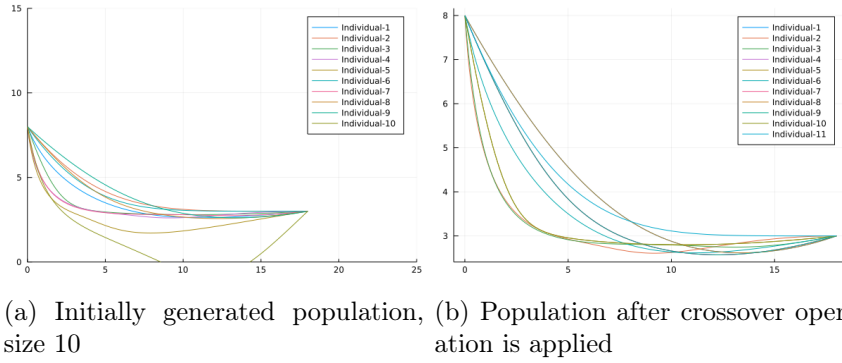 15
10
5
0
0
5
10
15
20
25
Individual-1
Individual-2
Individual-3
Individual-4
Individual-5
Individual-6
Individual-7
Individual-8
Individual-9
Individual-10
8
7
6
5
4
3
0
5
10
15
Individual-1
Individual-2
Individual-3
Individual-4
Individual-5
Individual-6
Individual-7
Individual-8
Individual-9
Individual-10
Individual-11
(a) Initially generated population,
size 10
(b) Population after crossover oper
ation is applied